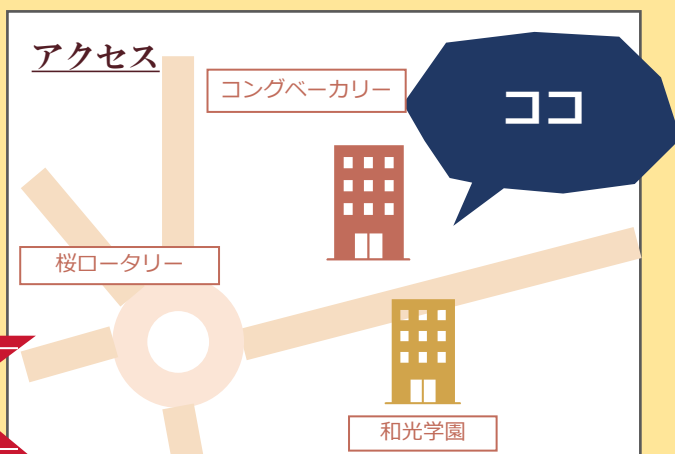 アクセス
コングベーカリー
ココ
桜ロータリー
和光学園